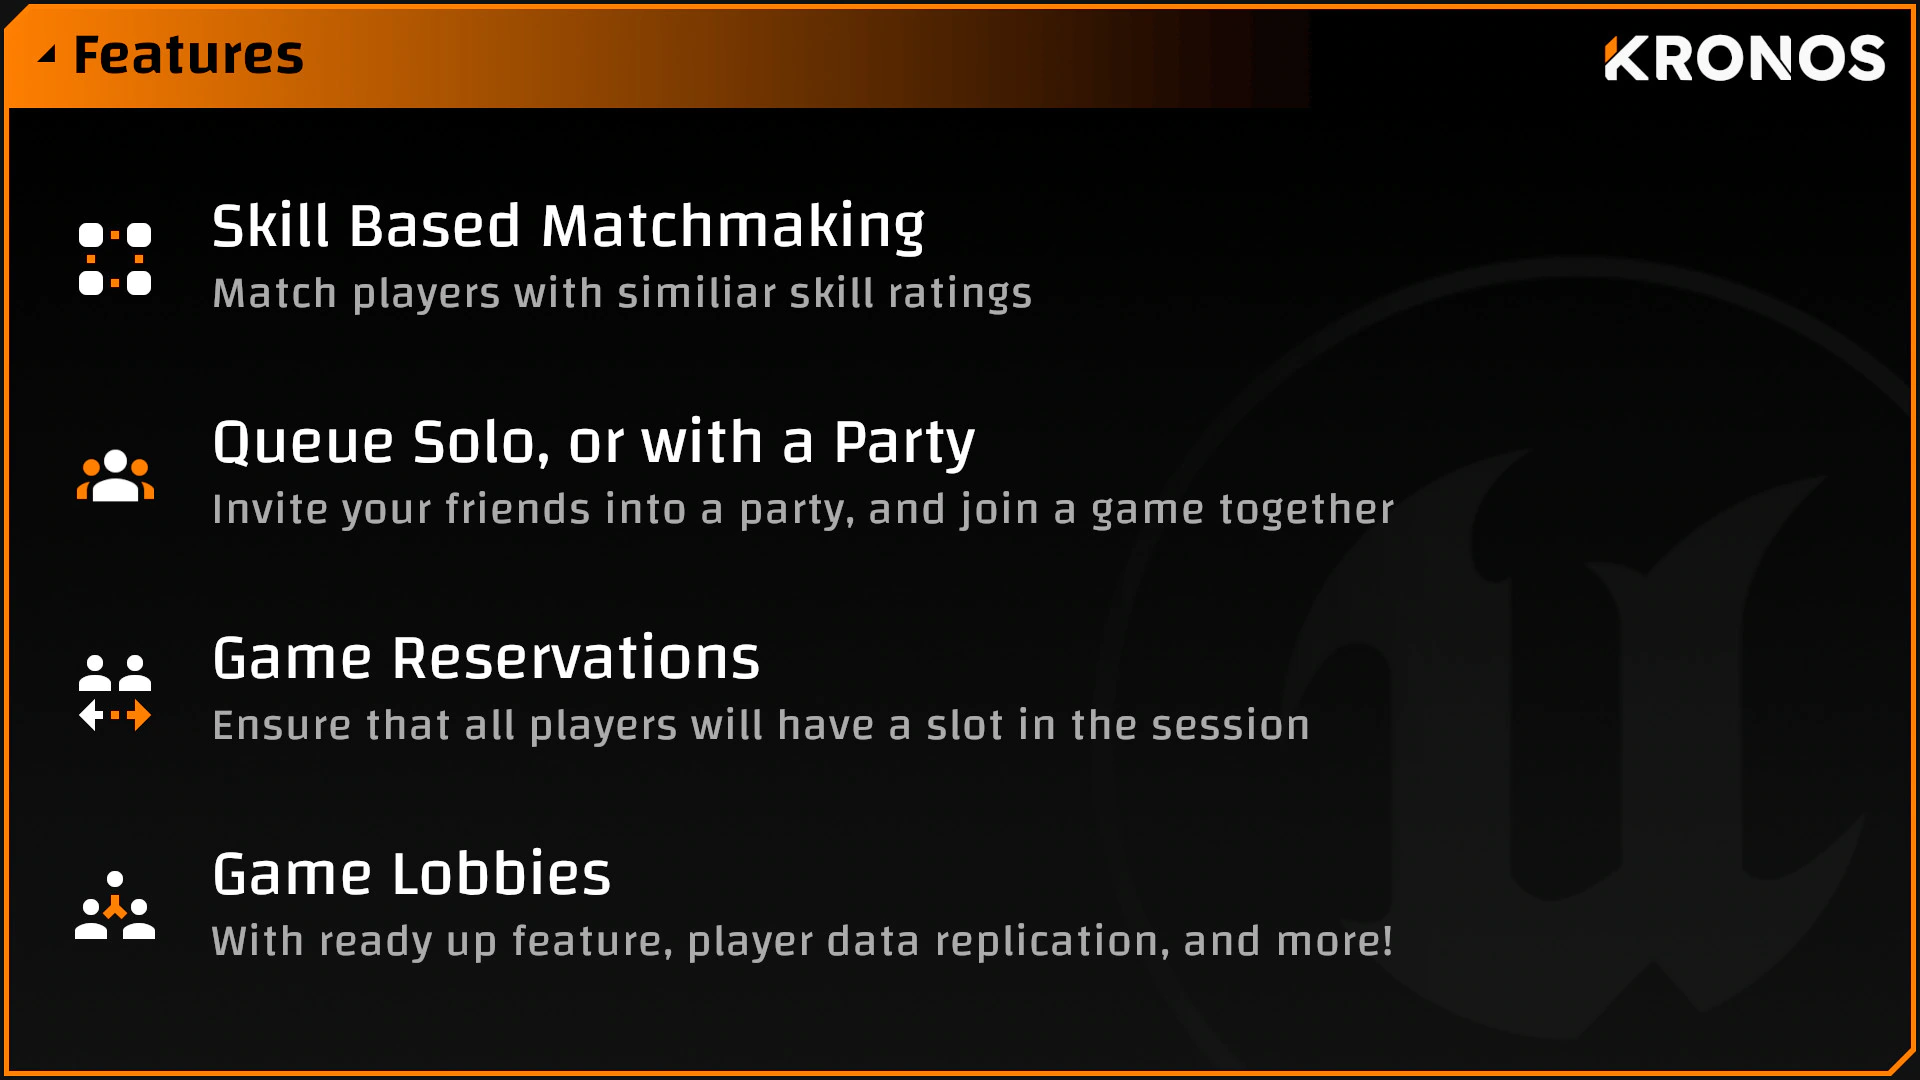 Features
KRONOS
Skill Based Matchmaking
Match players with similiar skill ratings
Queue Solo, or with a Party
Invite your friends into a party, and join a game together
Game Reservations
Ensure that all players will have a slot in the session
Game Lobbies
With ready up feature, player data replication, and more!